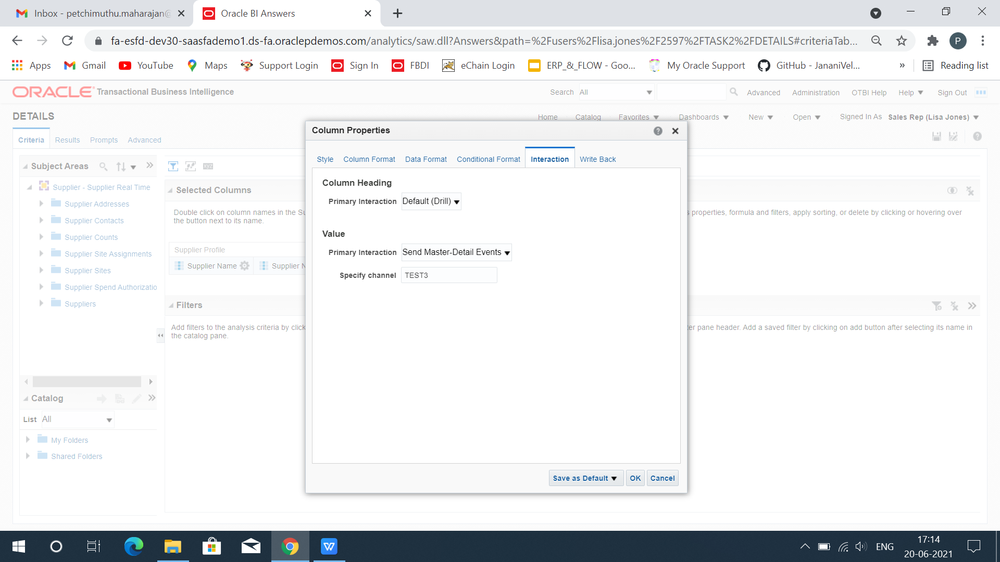 Inbox - petchimuthu.maharajan@
Oracle BI Answers
fa-esfd-dev30-saasfademo1.ds-fa.oraclepdemos.com/analytics/saw.dll?Answers&path=%2Fusers%2Flisa.jones%2F2597%2FTASK2%2FDETAILS#criteriaTab...
P
Apps
Gmail
YouTube
Maps
Support Login
Sign In
FBDI
eChain Login
ERP_&_FLOW - Goo...
My Oracle Support
GitHub - JananiVel...
»
Reading list
ORACLE Transactional Business Intelligence
Search All
Advanced
Administration
OTBI Help
Help
Sign Out
DETAILS
Home
Catalog
Favorites
Dashboards
New
Open
Signed In As Sales Rep (Lisa Jones)
Criteria
Results
Prompts
Advanced
Subject Areas
Supplier - Supplier Real Time
Supplier Addresses
Supplier Contacts
Supplier Counts
Supplier Site Assignments
Supplier Sites
Supplier Spend Authorizatio
Suppliers
Catalog
List All
My Folders
Shared Folders
XYZ
Selected Columns
Double click on column names in the Su
s properties, formula and filters, apply sorting, or delete by clicking or hovering over
the button next to its name.
Supplier Profile
Supplier Name
Supplier N
Filters
Add filters to the analysis criteria by click
ter pane header. Add a saved filter by clicking on add button after selecting its name in
the catalog pane.
Column Properties
Style
Column Format
Data Format
Conditional Format
Interaction
Write Back
Column Heading
Primary Interaction Default (Drill)
Value
Primary Interaction Send Master-Detail Events
Specify channel TEST3
Save as Default
OK
Cancel
W
ENG
17:14
20-06-2021